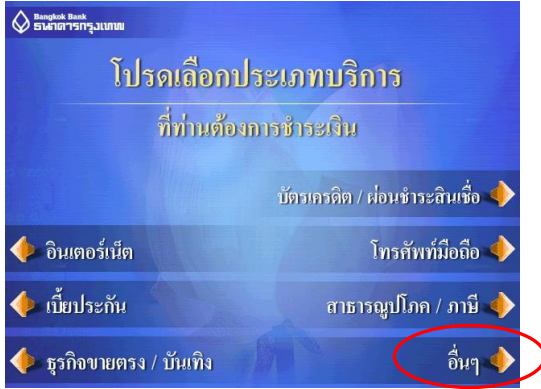 Bangkok Bank
ธนาคารกรุงเทพ
โปรดเลือกประเภทบริการ
ที่ท่านต้องการชำระเงิน
บัตรเครดิต / ผ่อนชำระสินเชื่อ
อินเตอร์เน็ต
โทรศัพท์มือถือ
เบี้ยประกัน
สาธารณูปโภค / ภาษี
ธุรกิจขายตรง / บันเทิง
อื่นๆ